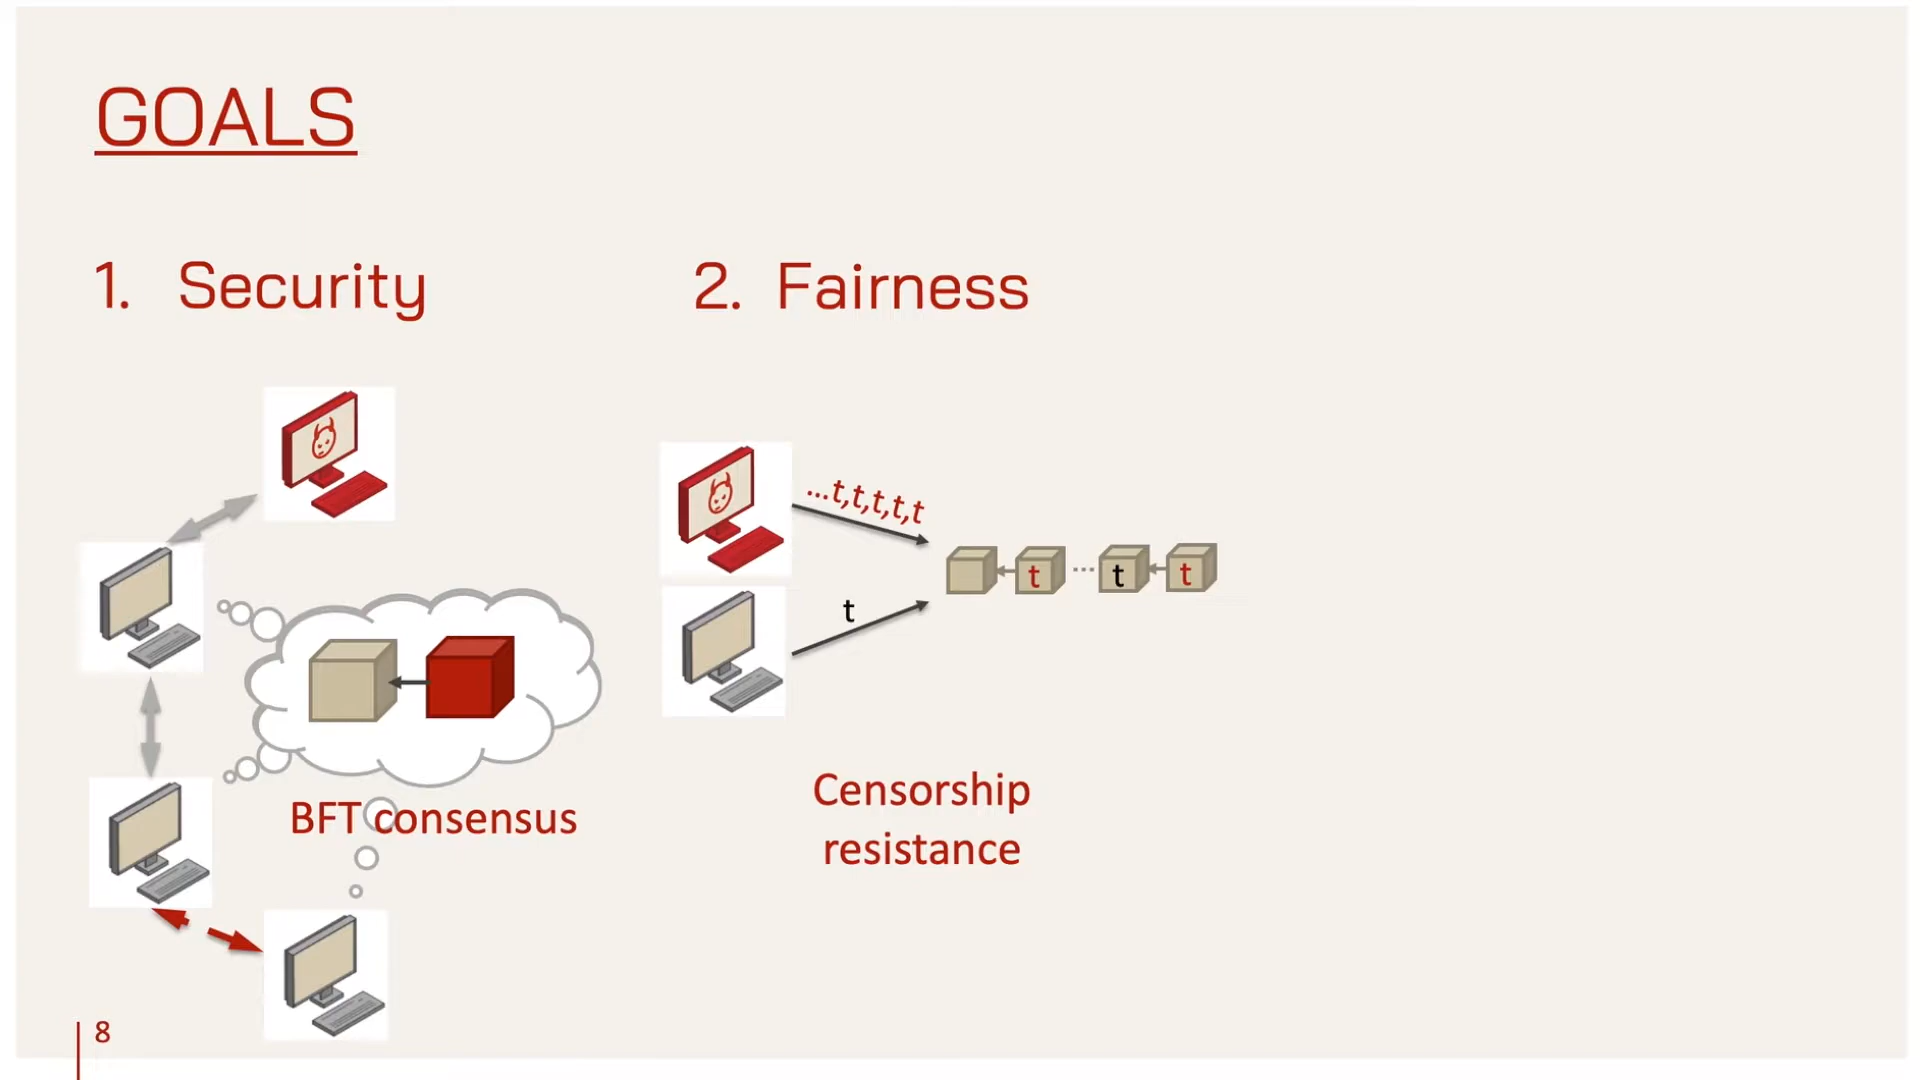 GOALS
1. Security
2. Fairness
...t,t,t,t,t
t
t ... t t
BFT consensus
Censorship
resistance
8